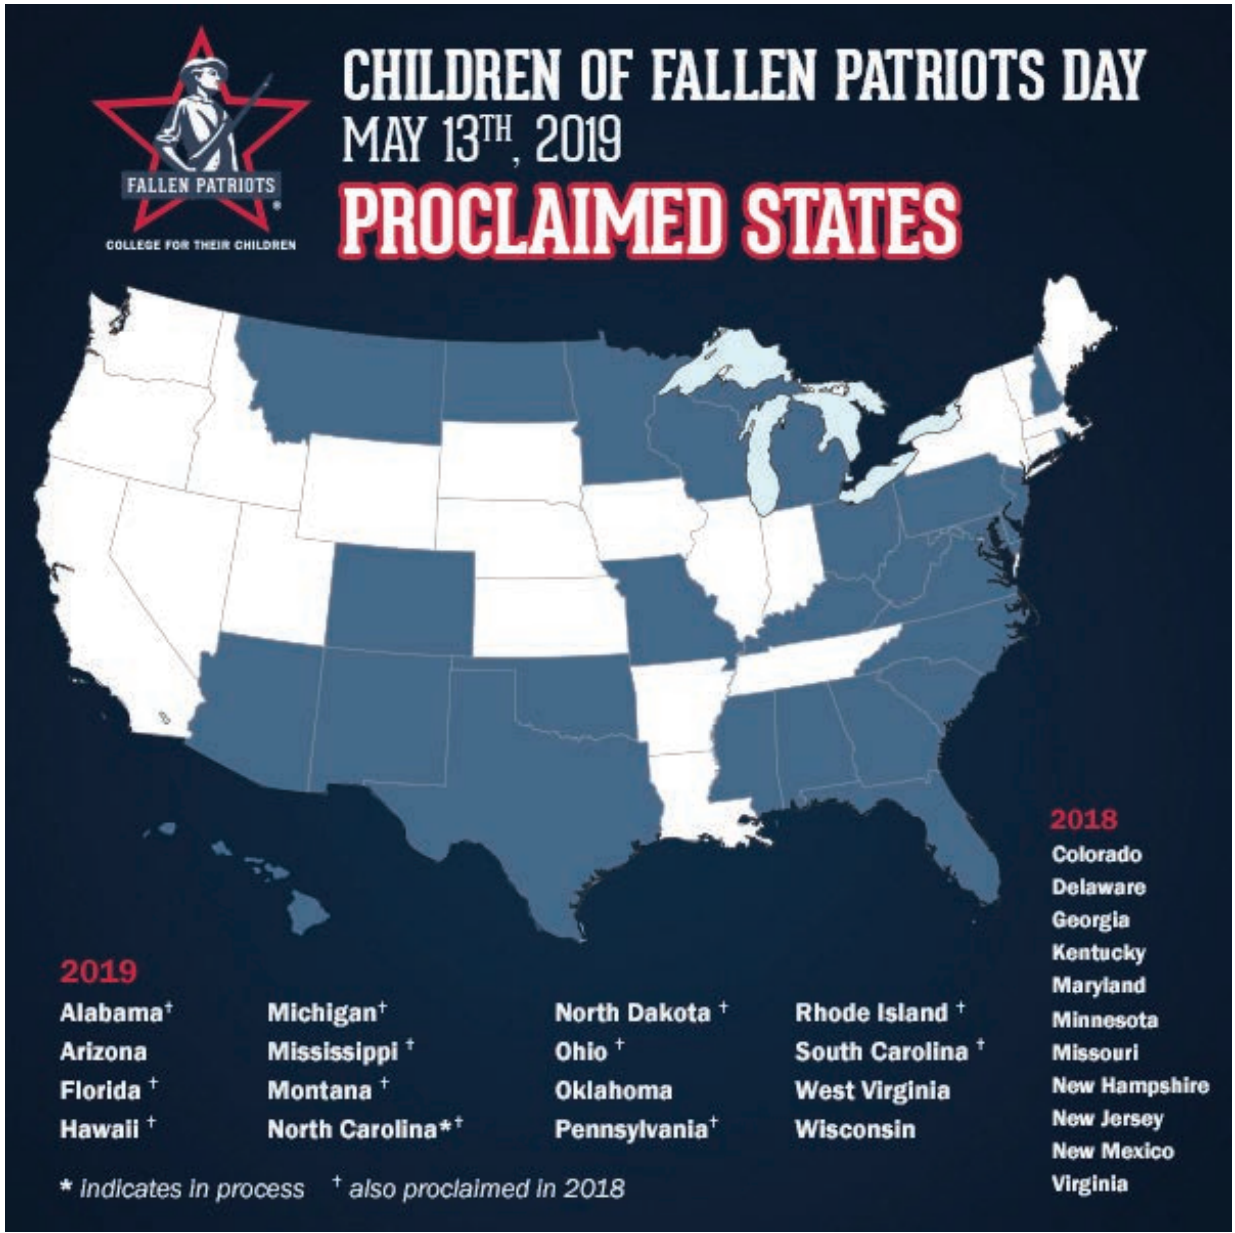 CHILDREN OF FALLEN PATRIOTS DAY
MAY 13TH, 2019
PROCLAIMED STATES
FALLEN PATRIOTS
®
COLLEGE FOR THEIR CHILDREN
2019
Alabama†
Arizona
Florida †
Hawaii †
Michigan†
Mississippi †
Montana †
North Carolina*†
North Dakota †
Ohio †
Oklahoma
Pennsylvania†
Rhode Island †
South Carolina †
West Virginia
Wisconsin
* indicates in process † also proclaimed in 2018
2018
Colorado
Delaware
Georgia
Kentucky
Maryland
Minnesota
Missouri
New Hampshire
New Jersey
New Mexico
Virginia